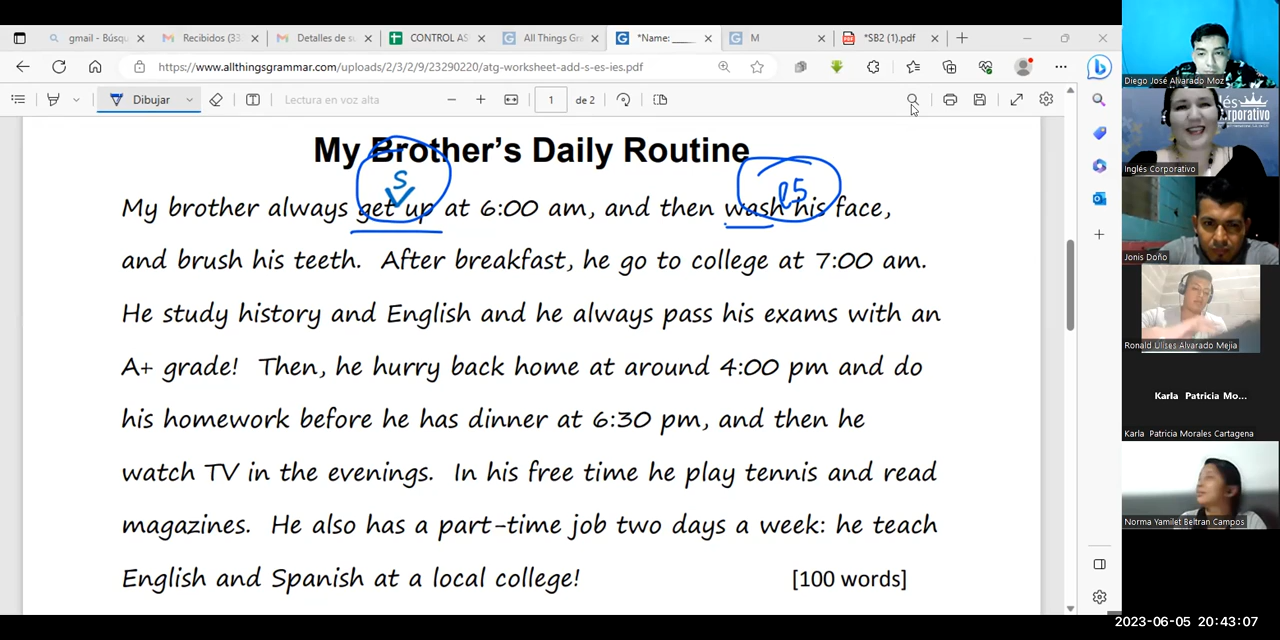 gmail - Búsqu
Recibidos (33
Detalles de su
CONTROL AS
All Things Gra
*Name: ____
M
*SB2 (1).pdf
https://www.allthingsgrammar.com/uploads/2/3/2/9/23290220/atg-worksheet-add-s-es-ies.pdf
Dibujar
Lectura en voz alta
1
de 2
My Brother's Daily Routine
s
es
My brother always get up at 6:00 am, and then wash his face,
and brush his teeth. After breakfast, he go to college at 7:00 am.
He study history and English and he always pass his exams with an
A+ grade! Then, he hurry back home at around 4:00 pm and do
his homework before he has dinner at 6:30 pm, and then he
watch TV in the evenings. In his free time he play tennis and read
magazines. He also has a part-time job two days a week: he teach
English and Spanish at a local college!
[100 words]
Diego José Alvarado Moz
és
Corporativo
Inglés Corporativo
Jonis Doño
Ronald Ulises Alvarado Mejia
Karla Patricia Mo...
Karla Patricia Morales Cartagena
Norma Yamilet Beltran Campos
2023-06-05 20:43:07